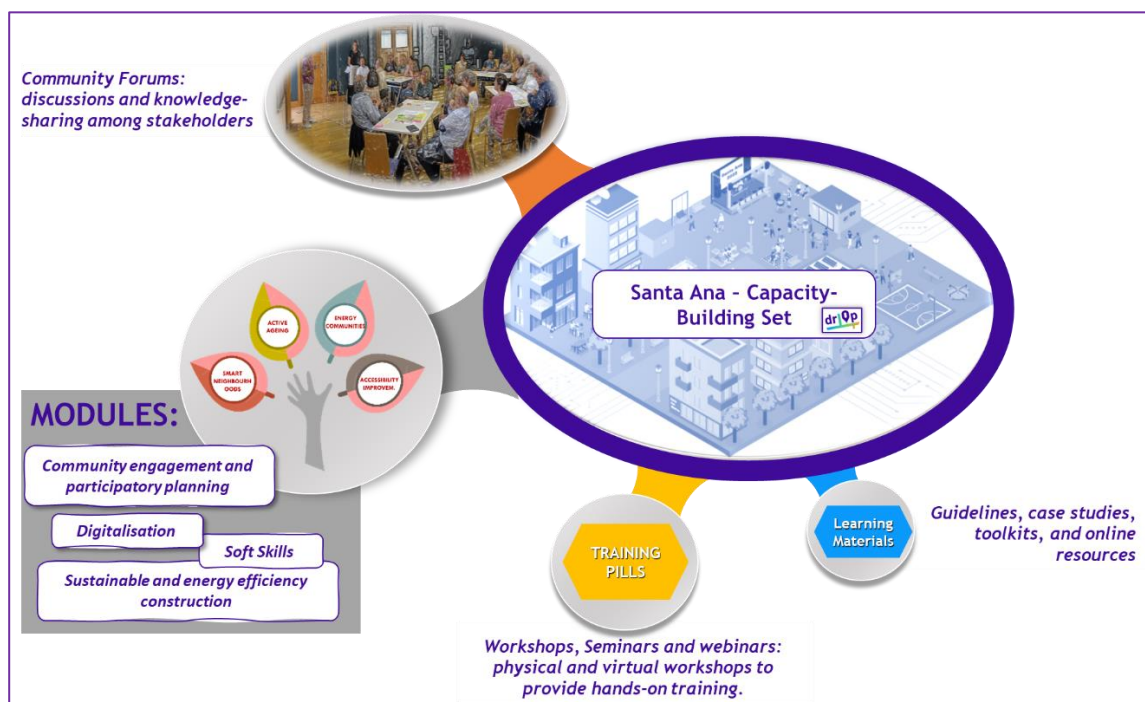 Community Forums:
discussions and knowledge-
sharing among stakeholders
Santa Ana – Capacity-
Building Set
drOp
ACTIVE
AGEING
ENERGY
COMMUNITIES
SMART
NEIGHBOURH
OODS
ACCESSIBILITY
IMPROVEM.
MODULES:
Community engagement and
participatory planning
Digitalisation
Soft Skills
Sustainable and energy efficiency
construction
TRAINING
PILLS
Learning
Materials
Guidelines, case studies,
toolkits, and online
resources
Workshops, Seminars and webinars:
physical and virtual workshops to
provide hands-on training.